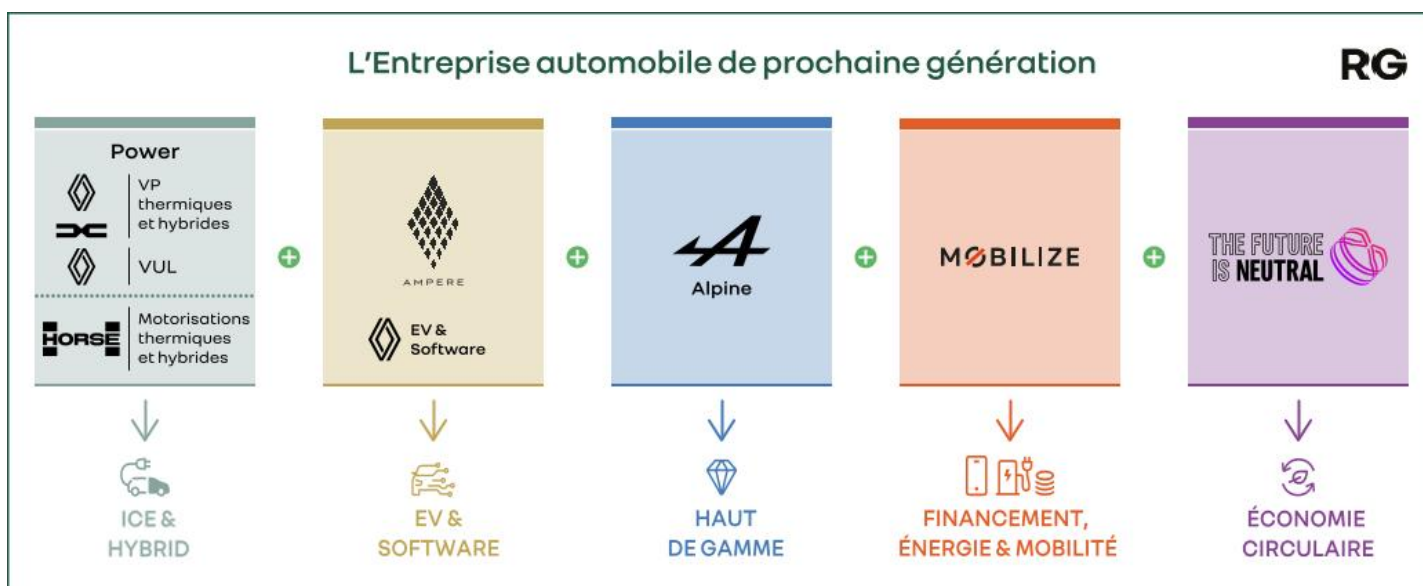 L'Entreprise automobile de prochaine génération
RG
Power
VP
thermiques
et hybrides
VUL
HORSE
Motorisations
thermiques
et hybrides
AMPERE
EV &
Software
Alpine
MOBILIZE
THE FUTURE
IS NEUTRAL
ICE &
HYBRID
EV &
SOFTWARE
HAUT
DE GAMME
FINANCEMENT,
ÉNERGIE & MOBILITÉ
ÉCONOMIE
CIRCULAIRE